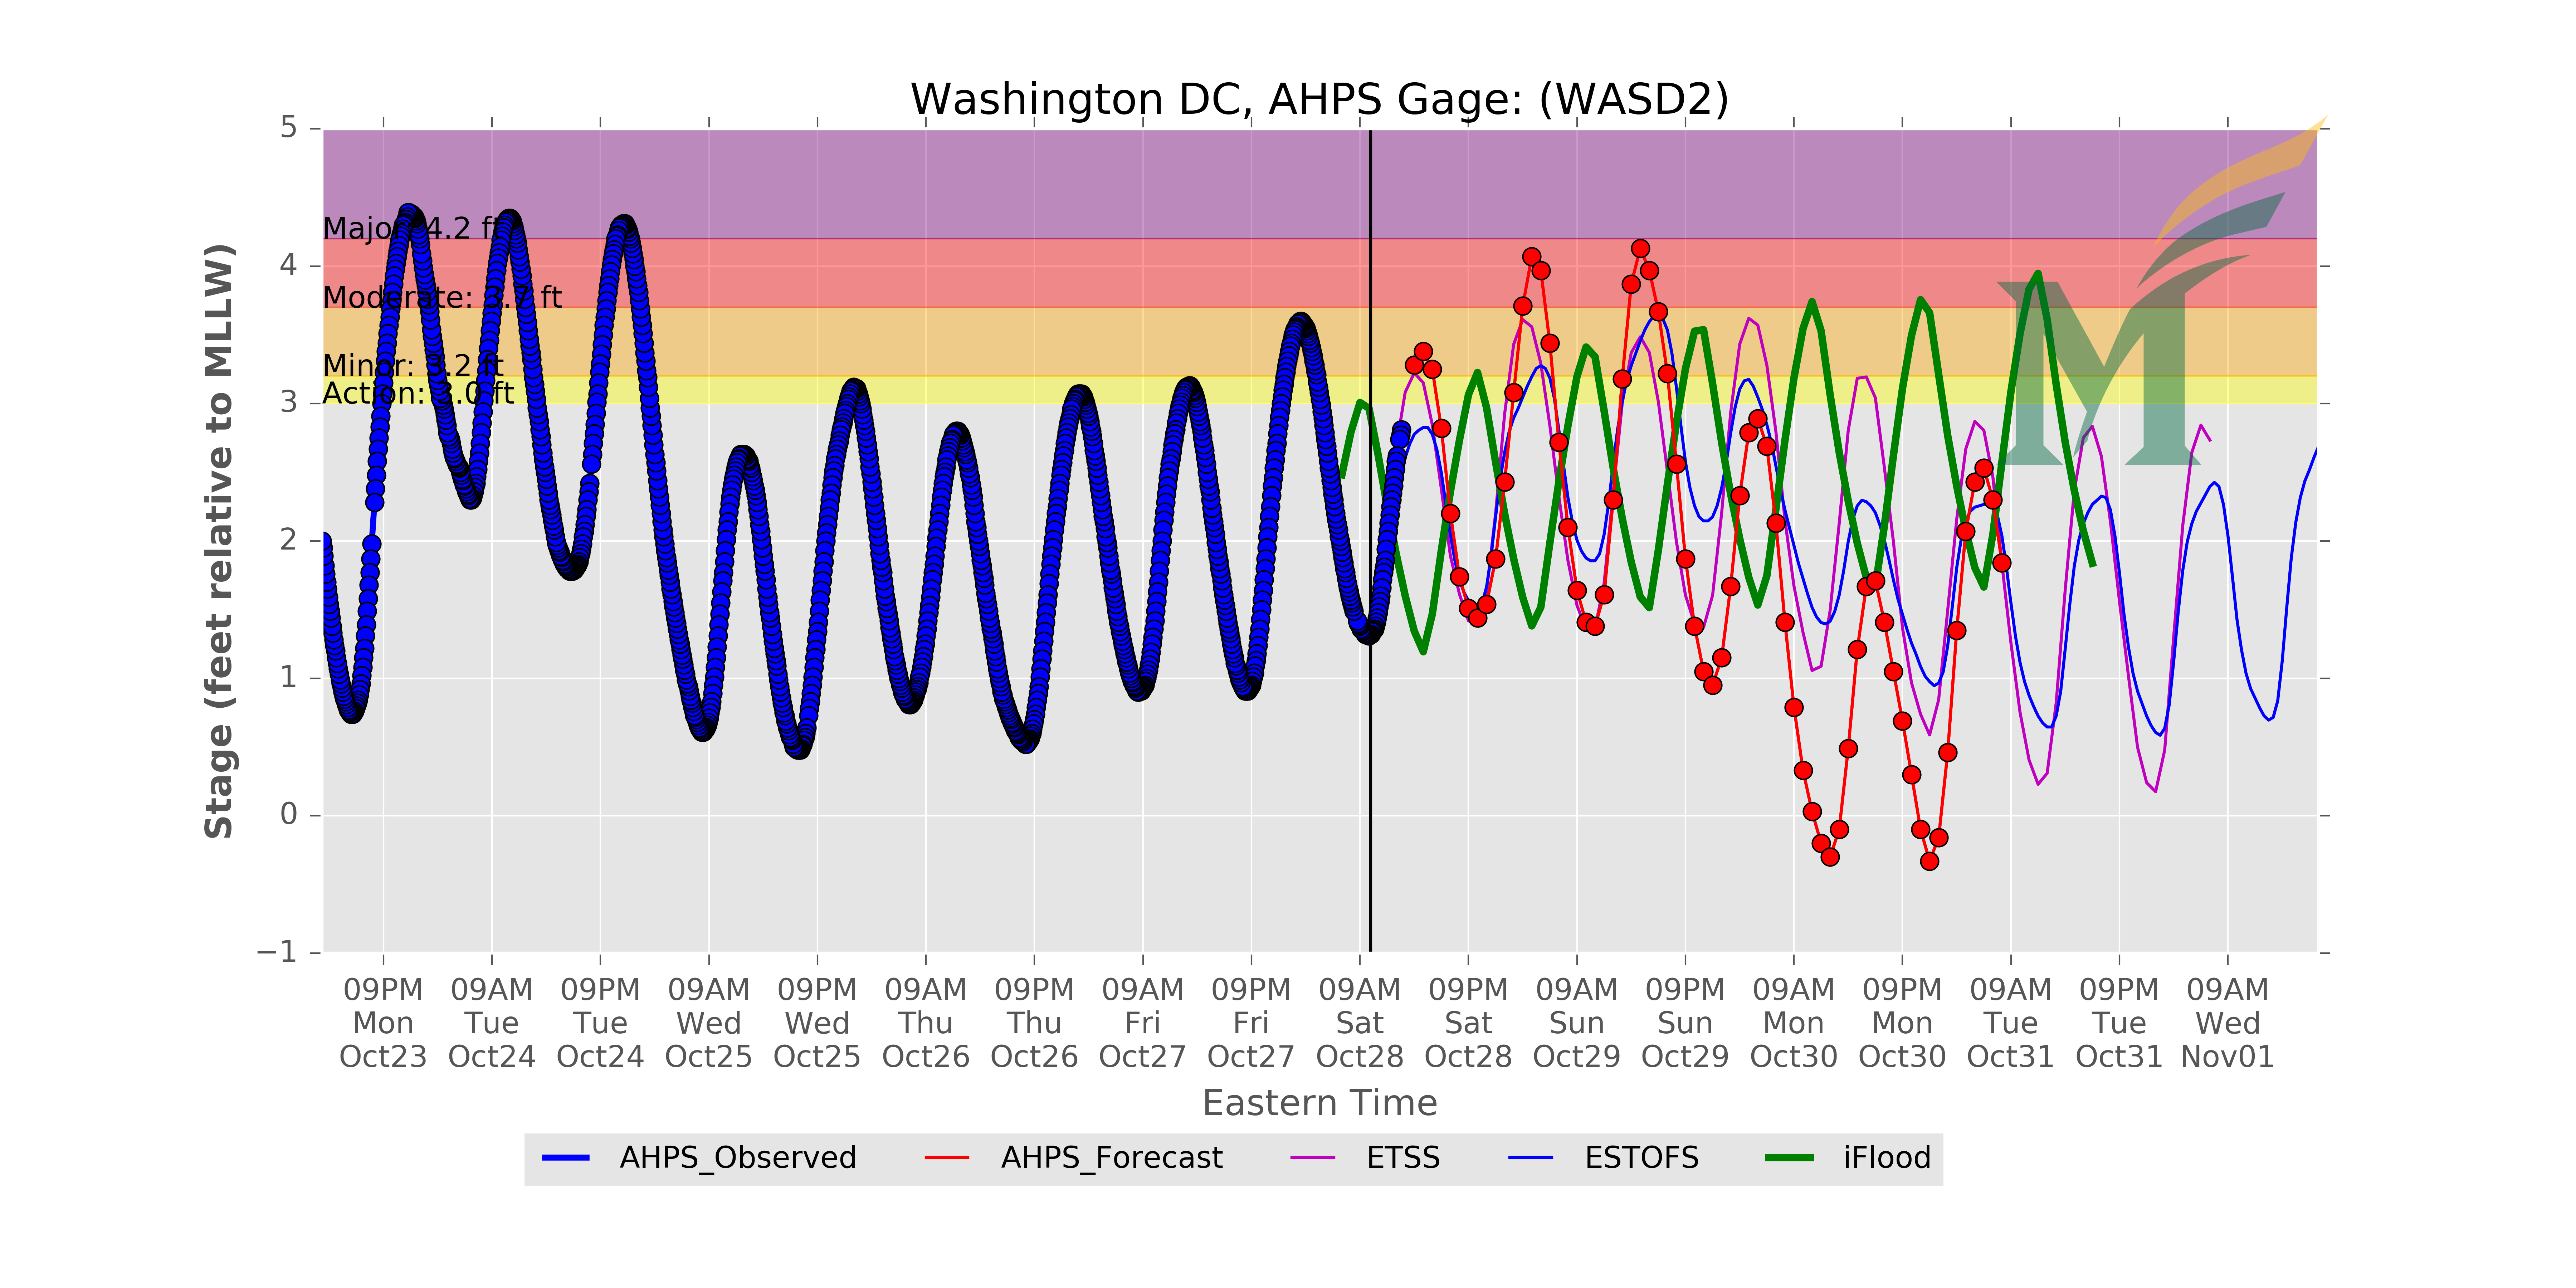 Washington DC, AHPS Gage: (WASD2)
Stage (feet relative to MLLW)
5
4
3
2
1
0
−1
Major: 4.2 ft
Moderate: 3.7 ft
Minor: 3.2 ft
Action: 3.0 ft
M
09PM 09AM 09PM 09AM 09PM 09AM 09PM 09AM 09PM 09AM 09PM 09AM 09PM 09AM 09PM 09AM 09PM 09AM
Mon Tue Tue Wed Wed Thu Thu Fri Fri Sat Sat Sun Sun Mon Mon Tue Tue Wed
Oct23 Oct24 Oct24 Oct25 Oct25 Oct26 Oct26 Oct27 Oct27 Oct28 Oct28 Oct29 Oct29 Oct30 Oct30 Oct31 Oct31 Nov01
Eastern Time
AHPS_Observed AHPS_Forecast ETSS ESTOFS iFlood